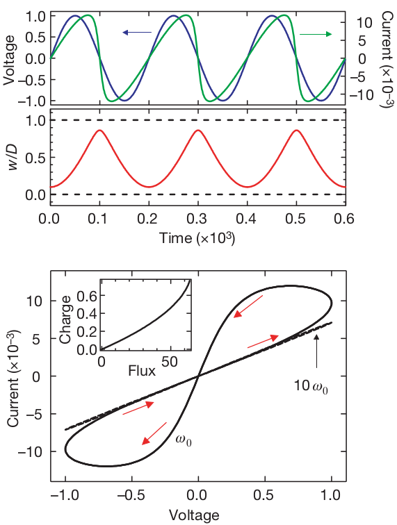 Voltage
1.0
0.5
0.0
−0.5
−1.0
10
5
0
−5
−10
Current (×10⁻³)
w/D
1.0
0.5
0.0
0.0 0.1 0.2 0.3 0.4 0.5 0.6
Time (×10³)
Current (×10⁻³)
10
5
0
−5
−10
Charge
0.6
0.4
0.2
0.0
0 50
Flux
10 ω₀
ω₀
−1.0 −0.5 0.0 0.5 1.0
Voltage